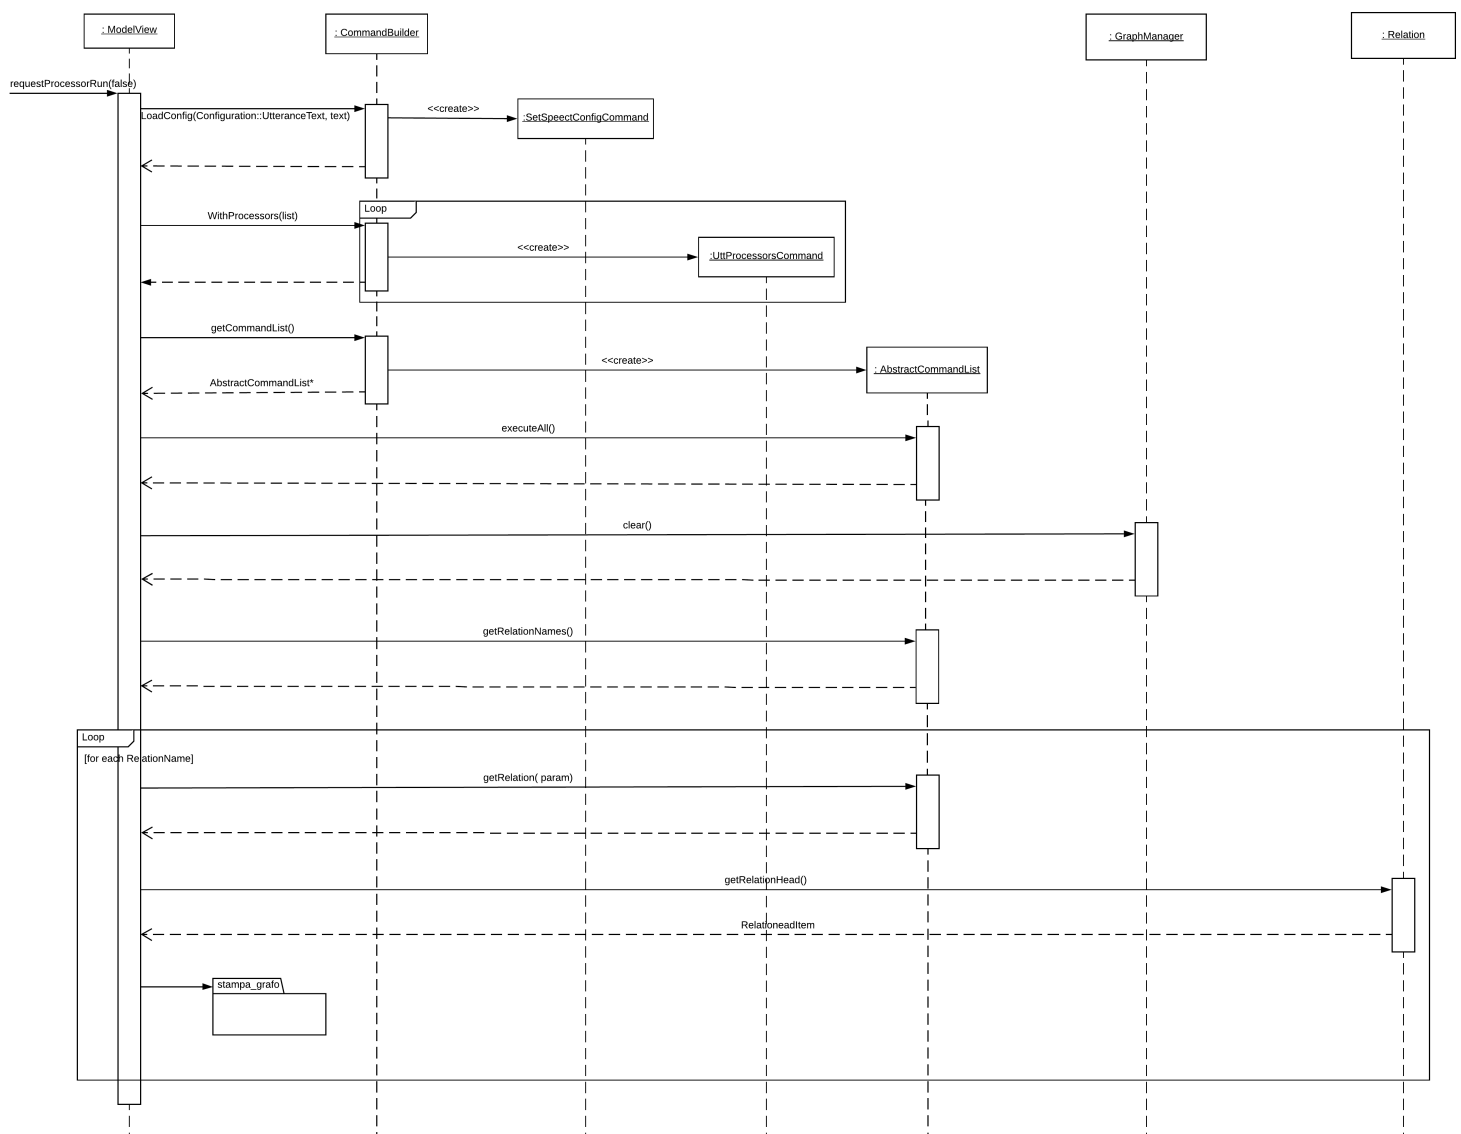 : ModelView
: CommandBuilder
: GraphManager
: Relation
requestProcessorRun(false)
LoadConfig(Configuration::UtteranceText, text)
<<create>>
:SetSpeectConfigCommand
Loop
WithProcessors(list)
<<create>>
:UttProcessorsCommand
getCommandList()
<<create>>
: AbstractCommandList
AbstractCommandList*
executeAll()
clear()
getRelationNames()
Loop
[for each RelationName]
getRelation( param)
getRelationHead()
RelationeadItem
stampa_grafo